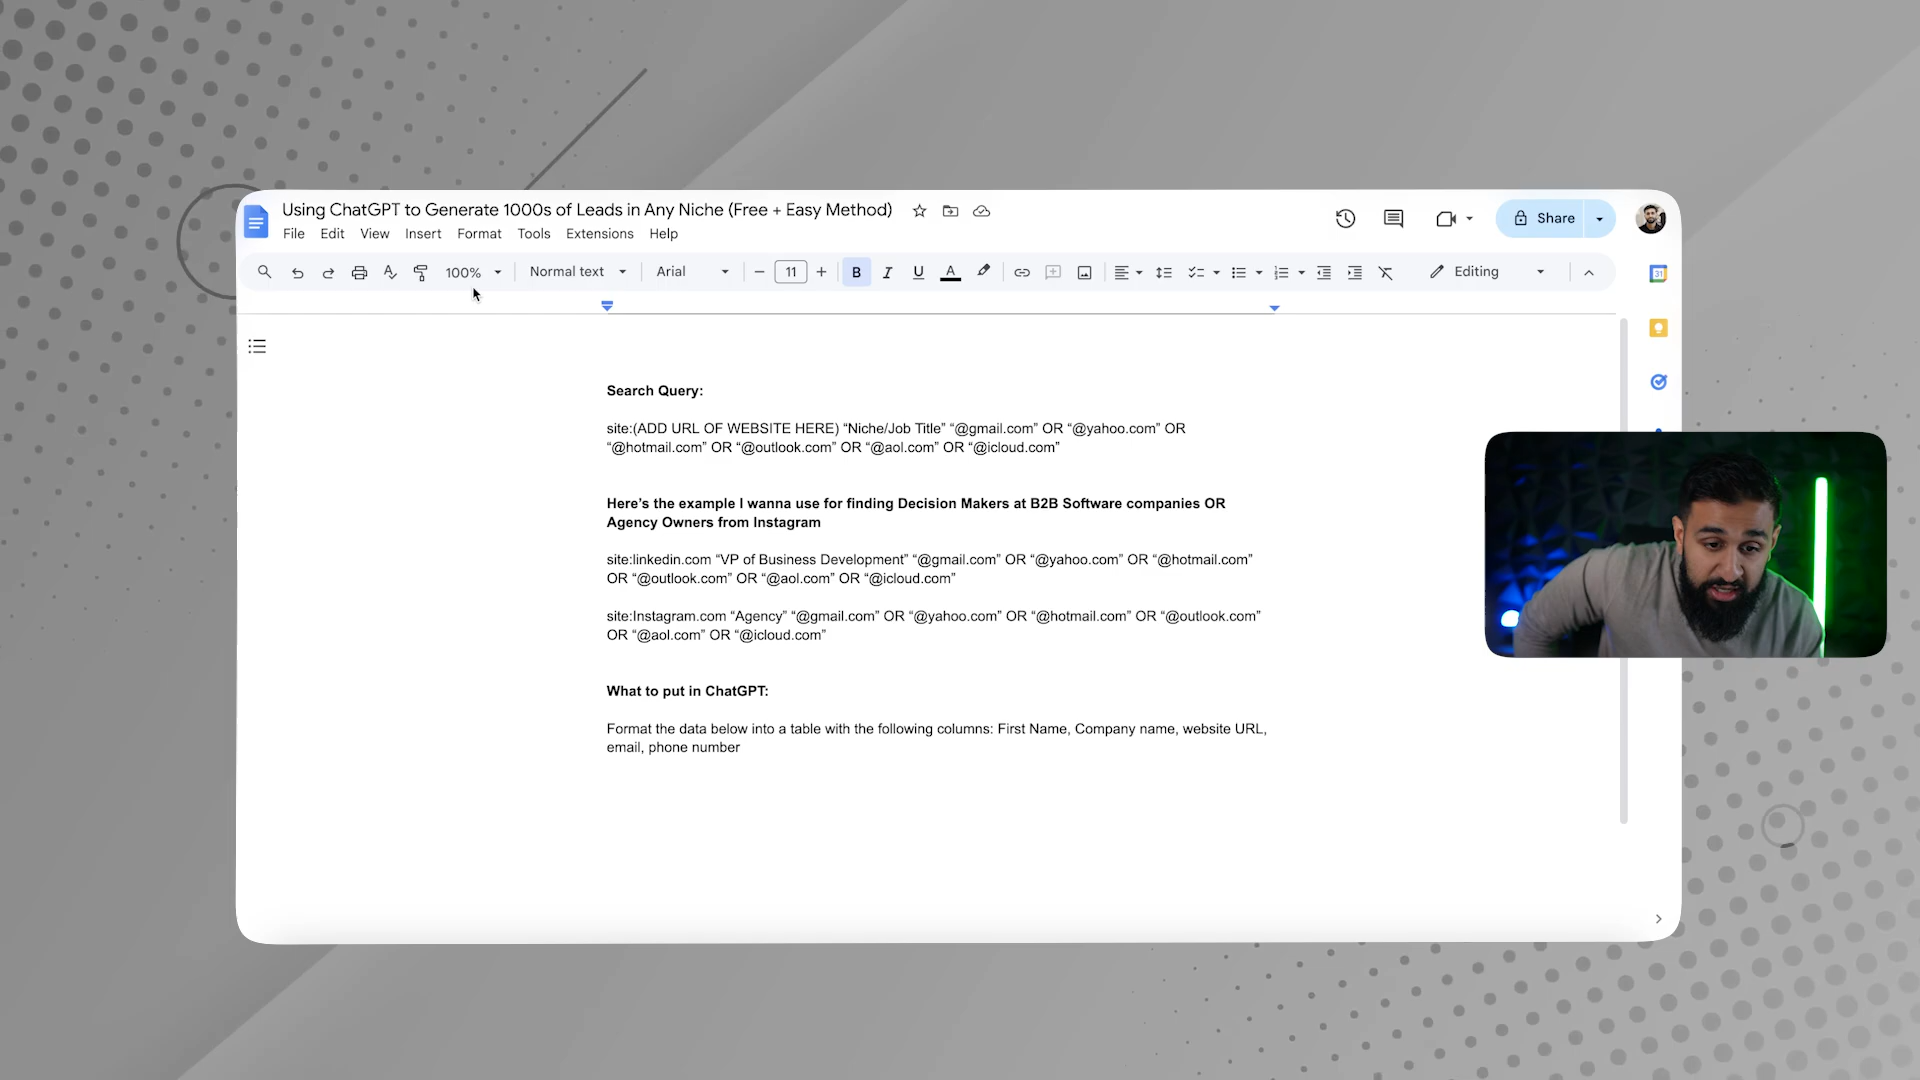 Using ChatGPT to Generate 1000s of Leads in Any Niche (Free + Easy Method)
File Edit View Insert Format Tools Extensions Help
Share
100% Normal text Arial − 11 + B I U A Editing
31
Search Query:
site:(ADD URL OF WEBSITE HERE) “Niche/Job Title” “@gmail.com” OR “@yahoo.com” OR
“@hotmail.com” OR “@outlook.com” OR “@aol.com” OR “@icloud.com”
Here’s the example I wanna use for finding Decision Makers at B2B Software companies OR
Agency Owners from Instagram
site:linkedin.com “VP of Business Development” “@gmail.com” OR “@yahoo.com” OR “@hotmail.com”
OR “@outlook.com” OR “@aol.com” OR “@icloud.com”
site:Instagram.com “Agency” “@gmail.com” OR “@yahoo.com” OR “@hotmail.com” OR “@outlook.com”
OR “@aol.com” OR “@icloud.com”
What to put in ChatGPT:
Format the data below into a table with the following columns: First Name, Company name, website URL,
email, phone number